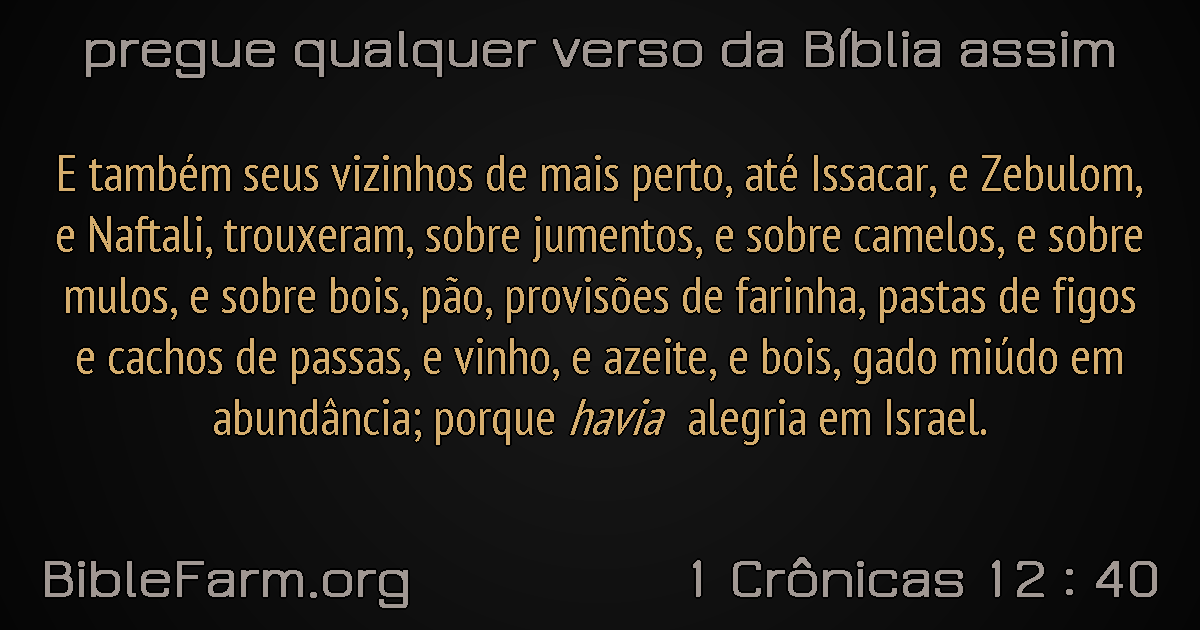 pregue qualquer verso da Bíblia assim
E também seus vizinhos de mais perto, até Issacar, e Zebulom,
e Naftali, trouxeram, sobre jumentos, e sobre camelos, e sobre
mulos, e sobre bois, pão, provisões de farinha, pastas de figos
e cachos de passas, e vinho, e azeite, e bois, gado miúdo em
abundância; porque havia alegria em Israel.
BibleFarm.org 1 Crônicas 12 : 40